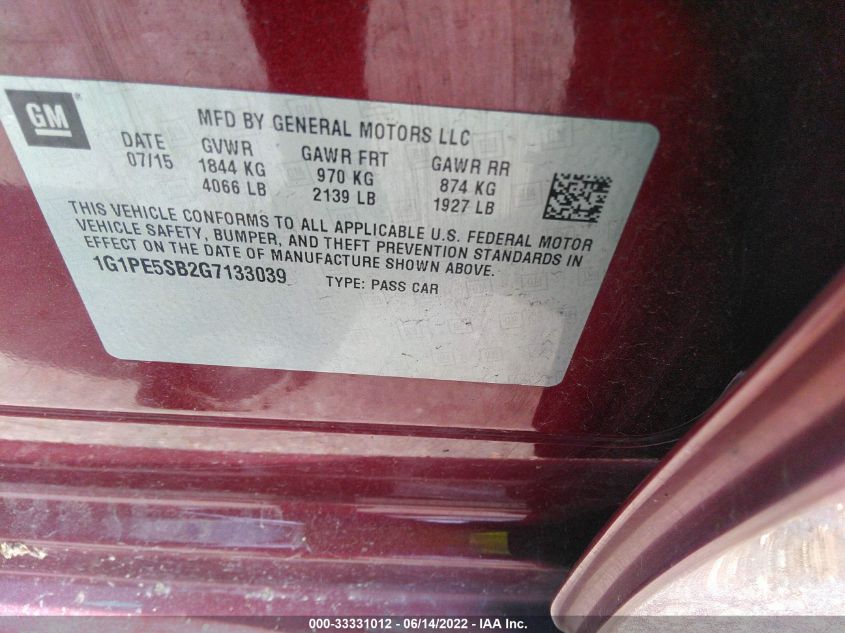 GM
MFD BY GENERAL MOTORS LLC
DATE GVWR GAWR FRT GAWR RR
07/15 1844 KG 970 KG 874 KG
4066 LB 2139 LB 1927 LB
THIS VEHICLE CONFORMS TO ALL APPLICABLE U.S. FEDERAL MOTOR
VEHICLE SAFETY, BUMPER, AND THEFT PREVENTION STANDARDS IN
EFFECT ON THE DATE OF MANUFACTURE SHOWN ABOVE.
1G1PE5SB2G7133039 TYPE: PASS CAR
000-33331012 - 06/14/2022 - IAA Inc.